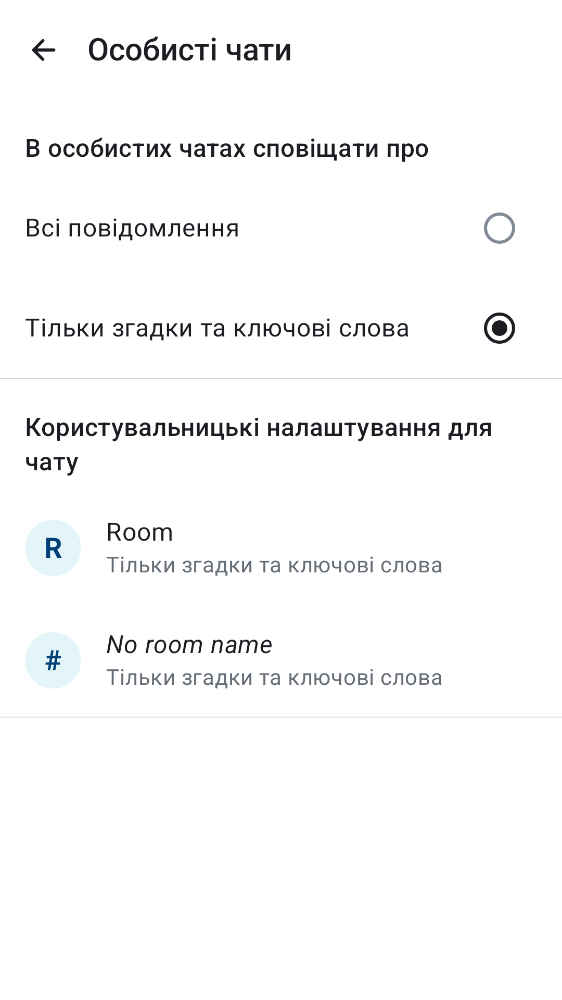 Особисті чати
В особистих чатах сповіщати про
Всі повідомлення
Тільки згадки та ключові слова
Користувальницькі налаштування для
чату
R
Room
Тільки згадки та ключові слова
#
No room name
Тільки згадки та ключові слова